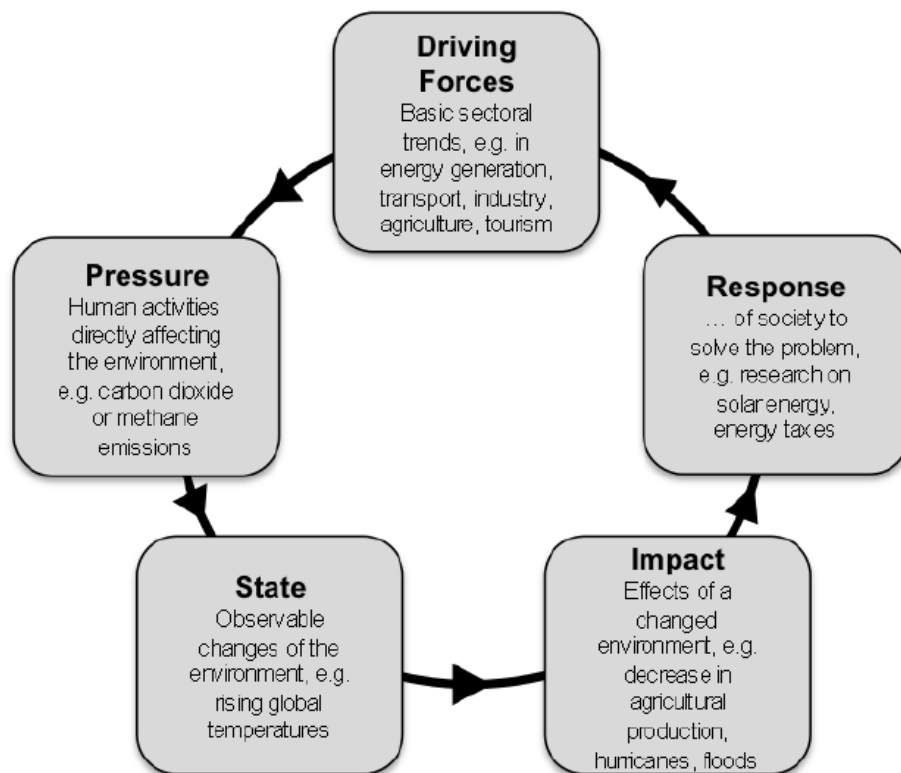 Driving
Forces
Basic sectoral
trends, e.g. in
energy generation,
transport, industry,
agriculture, tourism
Pressure
Human activities
directly affecting
the environment,
e.g. carbon dioxide
or methane
emissions
Response
… of society to
solve the problem,
e.g. research on
solar energy,
energy taxes
State
Observable
changes of the
environment, e.g.
rising global
temperatures
Impact
Effects of a
changed
environment, e.g.
decrease in
agricultural
production,
hurricanes, floods